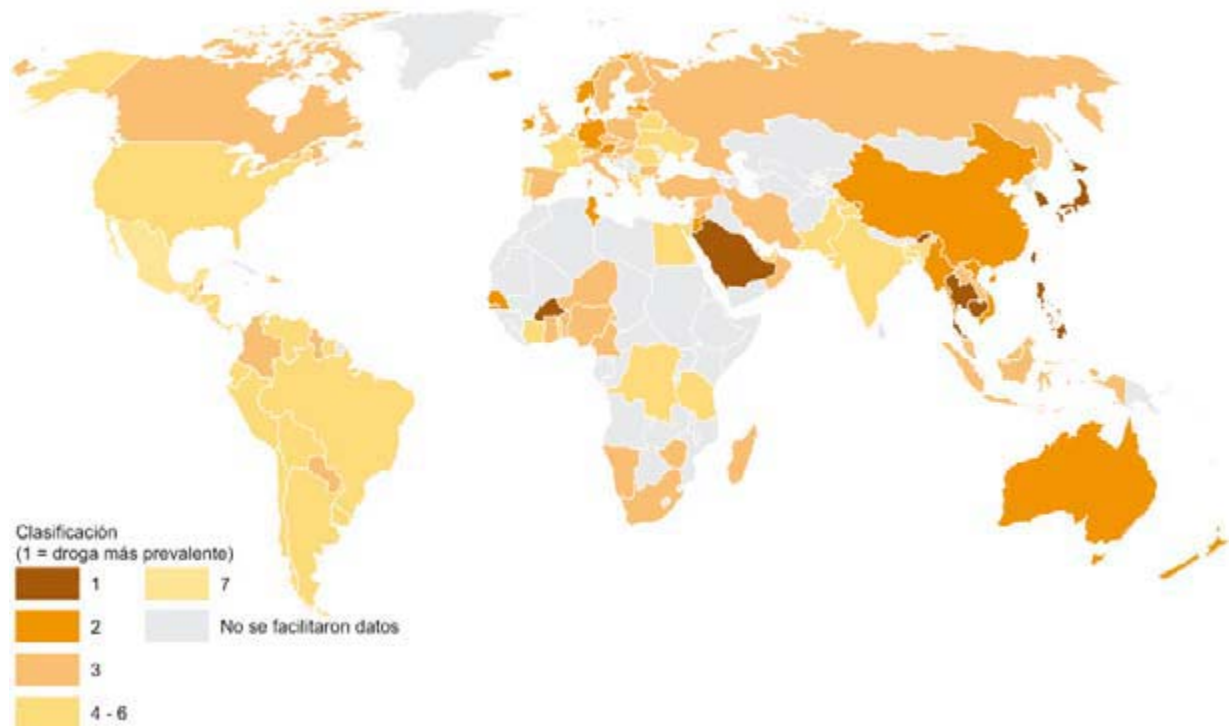 Clasificación
(1 = droga más prevalente)
1
7
2
No se facilitaron datos
3
4 - 6